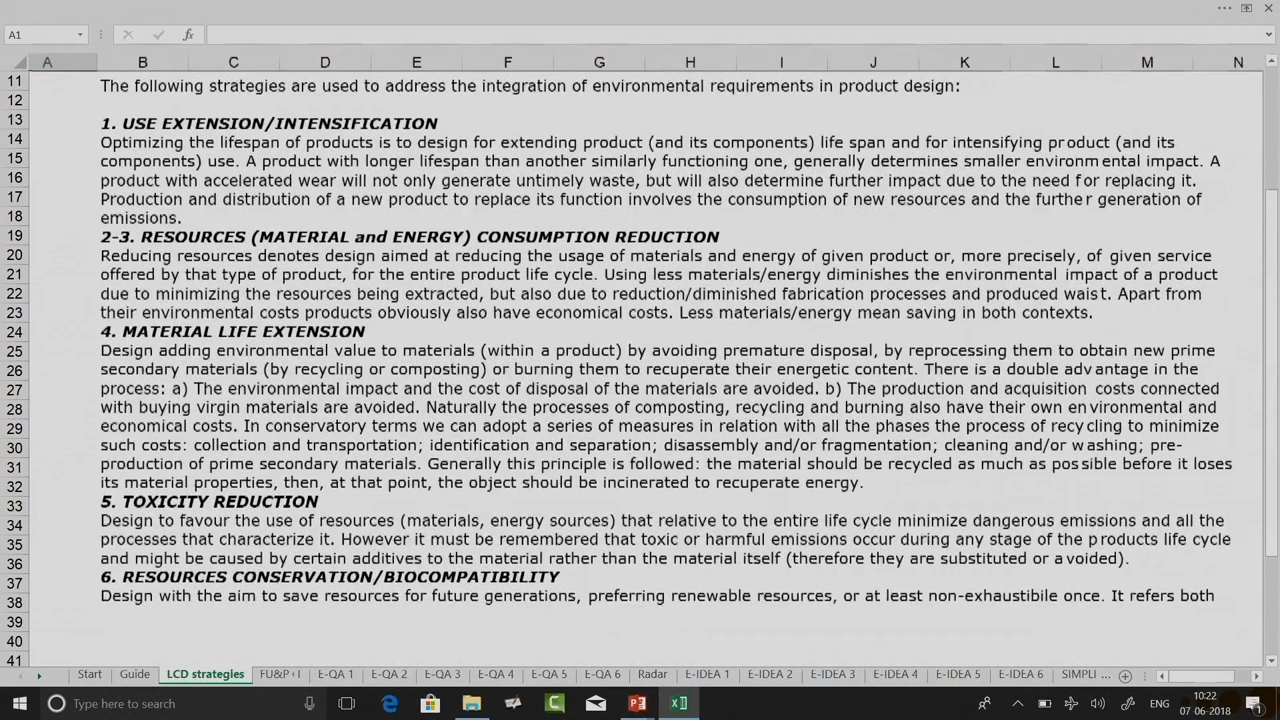 A1
fx
A B C D E F G H I J K L M N
11 The following strategies are used to address the integration of environmental requirements in product design:
12
13 1. USE EXTENSION/INTENSIFICATION
14 Optimizing the lifespan of products is to design for extending product (and its components) life span and for intensifying product (and its
15 components) use. A product with longer lifespan than another similarly functioning one, generally determines smaller environmental impact. A
16 product with accelerated wear will not only generate untimely waste, but will also determine further impact due to the need for replacing it.
17 Production and distribution of a new product to replace its function involves the consumption of new resources and the further generation of
18 emissions.
19 2-3. RESOURCES (MATERIAL and ENERGY) CONSUMPTION REDUCTION
20 Reducing resources denotes design aimed at reducing the usage of materials and energy of given product or, more precisely, of given service
21 offered by that type of product, for the entire product life cycle. Using less materials/energy diminishes the environmental impact of a product
22 due to minimizing the resources being extracted, but also due to reduction/diminished fabrication processes and produced waist. Apart from
23 their environmental costs products obviously also have economical costs. Less materials/energy mean saving in both contexts.
24 4. MATERIAL LIFE EXTENSION
25 Design adding environmental value to materials (within a product) by avoiding premature disposal, by reprocessing them to obtain new prime
26 secondary materials (by recycling or composting) or burning them to recuperate their energetic content. There is a double advantage in the
27 process: a) The environmental impact and the cost of disposal of the materials are avoided. b) The production and acquisition costs connected
28 with buying virgin materials are avoided. Naturally the processes of composting, recycling and burning also have their own environmental and
29 economical costs. In conservatory terms we can adopt a series of measures in relation with all the phases the process of recycling to minimize
30 such costs: collection and transportation; identification and separation; disassembly and/or fragmentation; cleaning and/or washing; pre-
31 production of prime secondary materials. Generally this principle is followed: the material should be recycled as much as possible before it loses
32 its material properties, then, at that point, the object should be incinerated to recuperate energy.
33 5. TOXICITY REDUCTION
34 Design to favour the use of resources (materials, energy sources) that relative to the entire life cycle minimize dangerous emissions and all the
35 processes that characterize it. However it must be remembered that toxic or harmful emissions occur during any stage of the products life cycle
36 and might be caused by certain additives to the material rather than the material itself (therefore they are substituted or avoided).
37 6. RESOURCES CONSERVATION/BIOCOMPATIBILITY
38 Design with the aim to save resources for future generations, preferring renewable resources, or at least non-exhaustibile once. It refers both
39
40
41
Start Guide LCD strategies FU&P+I E-QA 1 E-QA 2 E-QA 3 E-QA 4 E-QA 5 E-QA 6 Radar E-IDEA 1 E-IDEA 2 E-IDEA 3 E-IDEA 4 E-IDEA 5 E-IDEA 6 SIMPLI ...
Type here to search
ENG
10:22
07-06-2018
1